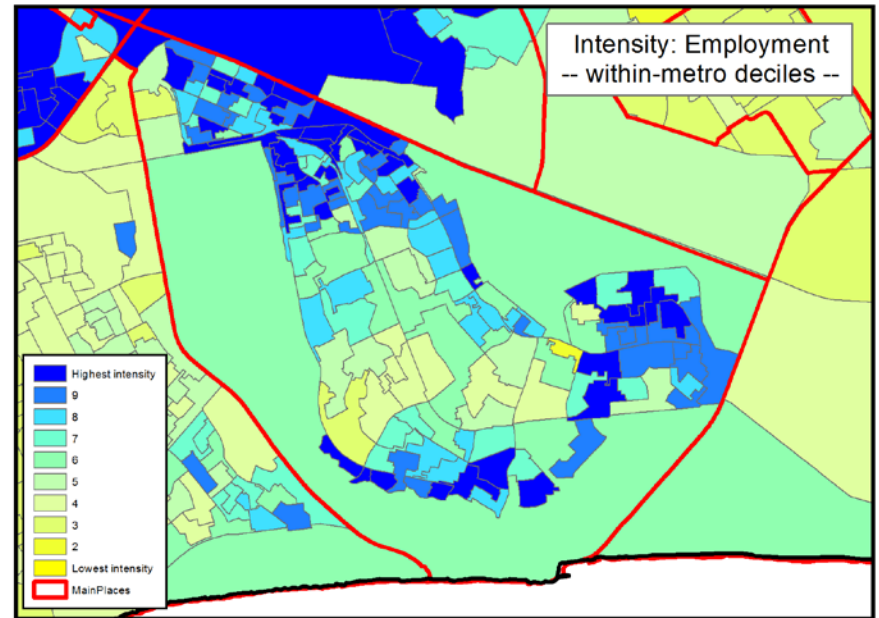 Intensity: Employment
-- within-metro deciles --
Highest intensity
9
8
7
6
5
4
3
2
Lowest intensity
MainPlaces